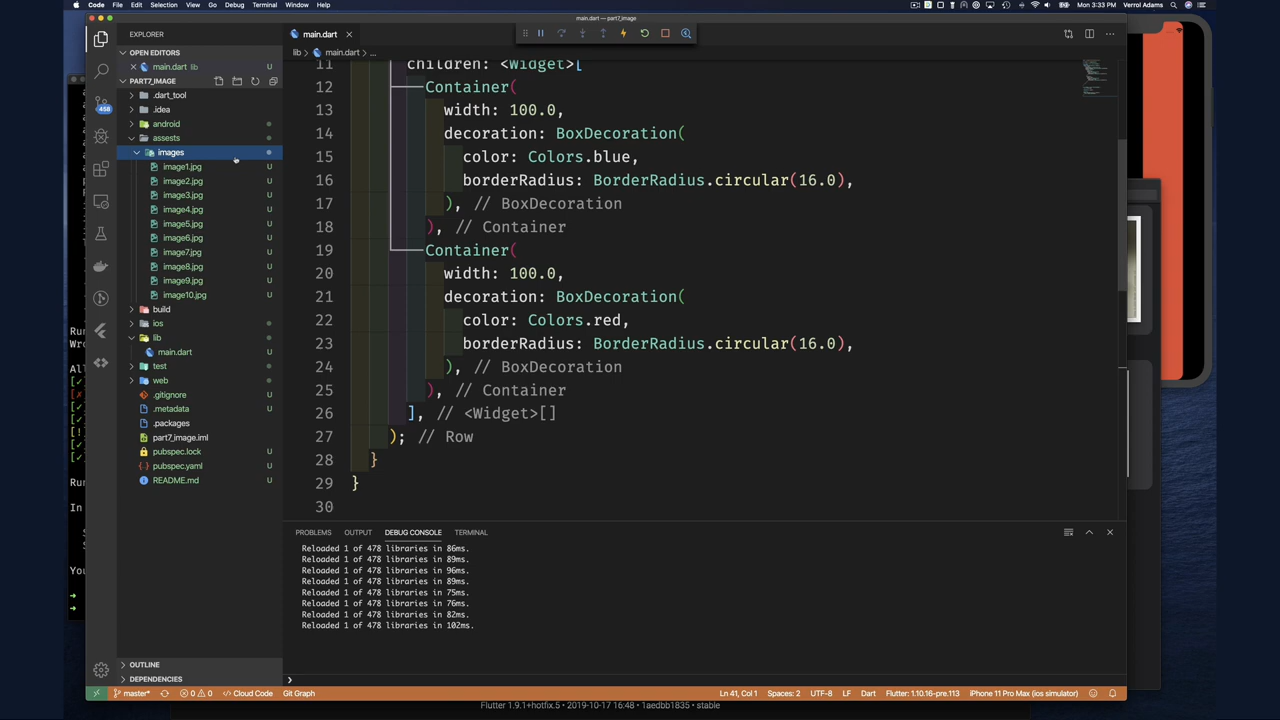 Code File Edit Selection View Go Debug Terminal Window Help
Mon 3:33 PM Verrol Adams
main.dart — part7_image
EXPLORER
OPEN EDITORS
main.dart lib U
PART7_IMAGE
.dart_tool
.idea
android
assests
images
image1.jpg U
image2.jpg U
image3.jpg U
image4.jpg U
image5.jpg U
image6.jpg U
image7.jpg U
image8.jpg U
image9.jpg U
image10.jpg U
build
ios
lib
main.dart U
test
web
.gitignore U
.metadata U
.packages
part7_image.iml
pubspec.lock U
pubspec.yaml U
README.md U
OUTLINE
DEPENDENCIES
458
main.dart
lib > main.dart > ...
11 children: <Widget>[
12 Container(
13 width: 100.0,
14 decoration: BoxDecoration(
15 color: Colors.blue,
16 borderRadius: BorderRadius.circular(16.0),
17 ), // BoxDecoration
18 ), // Container
19 Container(
20 width: 100.0,
21 decoration: BoxDecoration(
22 color: Colors.red,
23 borderRadius: BorderRadius.circular(16.0),
24 ), // BoxDecoration
25 ), // Container
26 ], // <Widget>[]
27 ); // Row
28 }
29 }
30
PROBLEMS OUTPUT DEBUG CONSOLE TERMINAL
Reloaded 1 of 478 libraries in 86ms.
Reloaded 1 of 478 libraries in 89ms.
Reloaded 1 of 478 libraries in 96ms.
Reloaded 1 of 478 libraries in 89ms.
Reloaded 1 of 478 libraries in 75ms.
Reloaded 1 of 478 libraries in 76ms.
Reloaded 1 of 478 libraries in 82ms.
Reloaded 1 of 478 libraries in 102ms.
master* 0 0 Cloud Code Git Graph
Ln 41, Col 1 Spaces: 2 UTF-8 LF Dart Flutter: 1.10.16-pre.113 iPhone 11 Pro Max (ios simulator)
Flutter 1.9.1+hotfix.5 • 2019-10-17 16:48 • 1aedbb1835 • stable